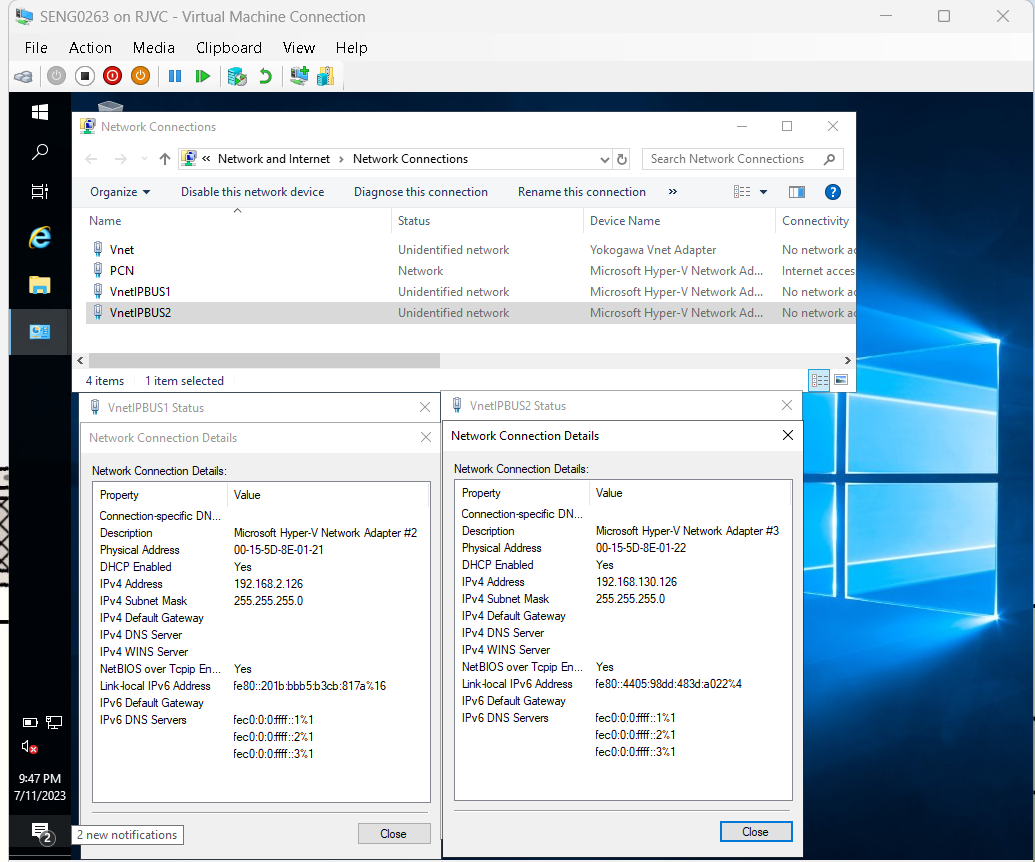 SENG0263 on RJVC - Virtual Machine Connection
File Action Media Clipboard View Help
Network Connections
« Network and Internet › Network Connections
Search Network Connections
Organize Disable this network device Diagnose this connection Rename this connection »
Name Status Device Name Connectivity
Vnet Unidentified network Yokogawa Vnet Adapter No network ac
PCN Network Microsoft Hyper-V Network Ad... Internet access
VnetIPBUS1 Unidentified network Microsoft Hyper-V Network Ad... No network ac
VnetIPBUS2 Unidentified network Microsoft Hyper-V Network Ad... No network ac
4 items 1 item selected
VnetIPBUS1 Status
Network Connection Details
Network Connection Details:
Property Value
Connection-specific DN...
Description Microsoft Hyper-V Network Adapter #2
Physical Address 00-15-5D-8E-01-21
DHCP Enabled Yes
IPv4 Address 192.168.2.126
IPv4 Subnet Mask 255.255.255.0
IPv4 Default Gateway
IPv4 DNS Server
IPv4 WINS Server
NetBIOS over Tcpip En... Yes
Link-local IPv6 Address fe80::201b:bbb5:b3cb:817a%16
IPv6 Default Gateway
IPv6 DNS Servers fec0:0:0:ffff::1%1
fec0:0:0:ffff::2%1
fec0:0:0:ffff::3%1
Close
VnetIPBUS2 Status
Network Connection Details
Network Connection Details:
Property Value
Connection-specific DN...
Description Microsoft Hyper-V Network Adapter #3
Physical Address 00-15-5D-8E-01-22
DHCP Enabled Yes
IPv4 Address 192.168.130.126
IPv4 Subnet Mask 255.255.255.0
IPv4 Default Gateway
IPv4 DNS Server
IPv4 WINS Server
NetBIOS over Tcpip En... Yes
Link-local IPv6 Address fe80::4405:98dd:483d:a022%4
IPv6 Default Gateway
IPv6 DNS Servers fec0:0:0:ffff::1%1
fec0:0:0:ffff::2%1
fec0:0:0:ffff::3%1
Close
9:47 PM
7/11/2023
2
2 new notifications